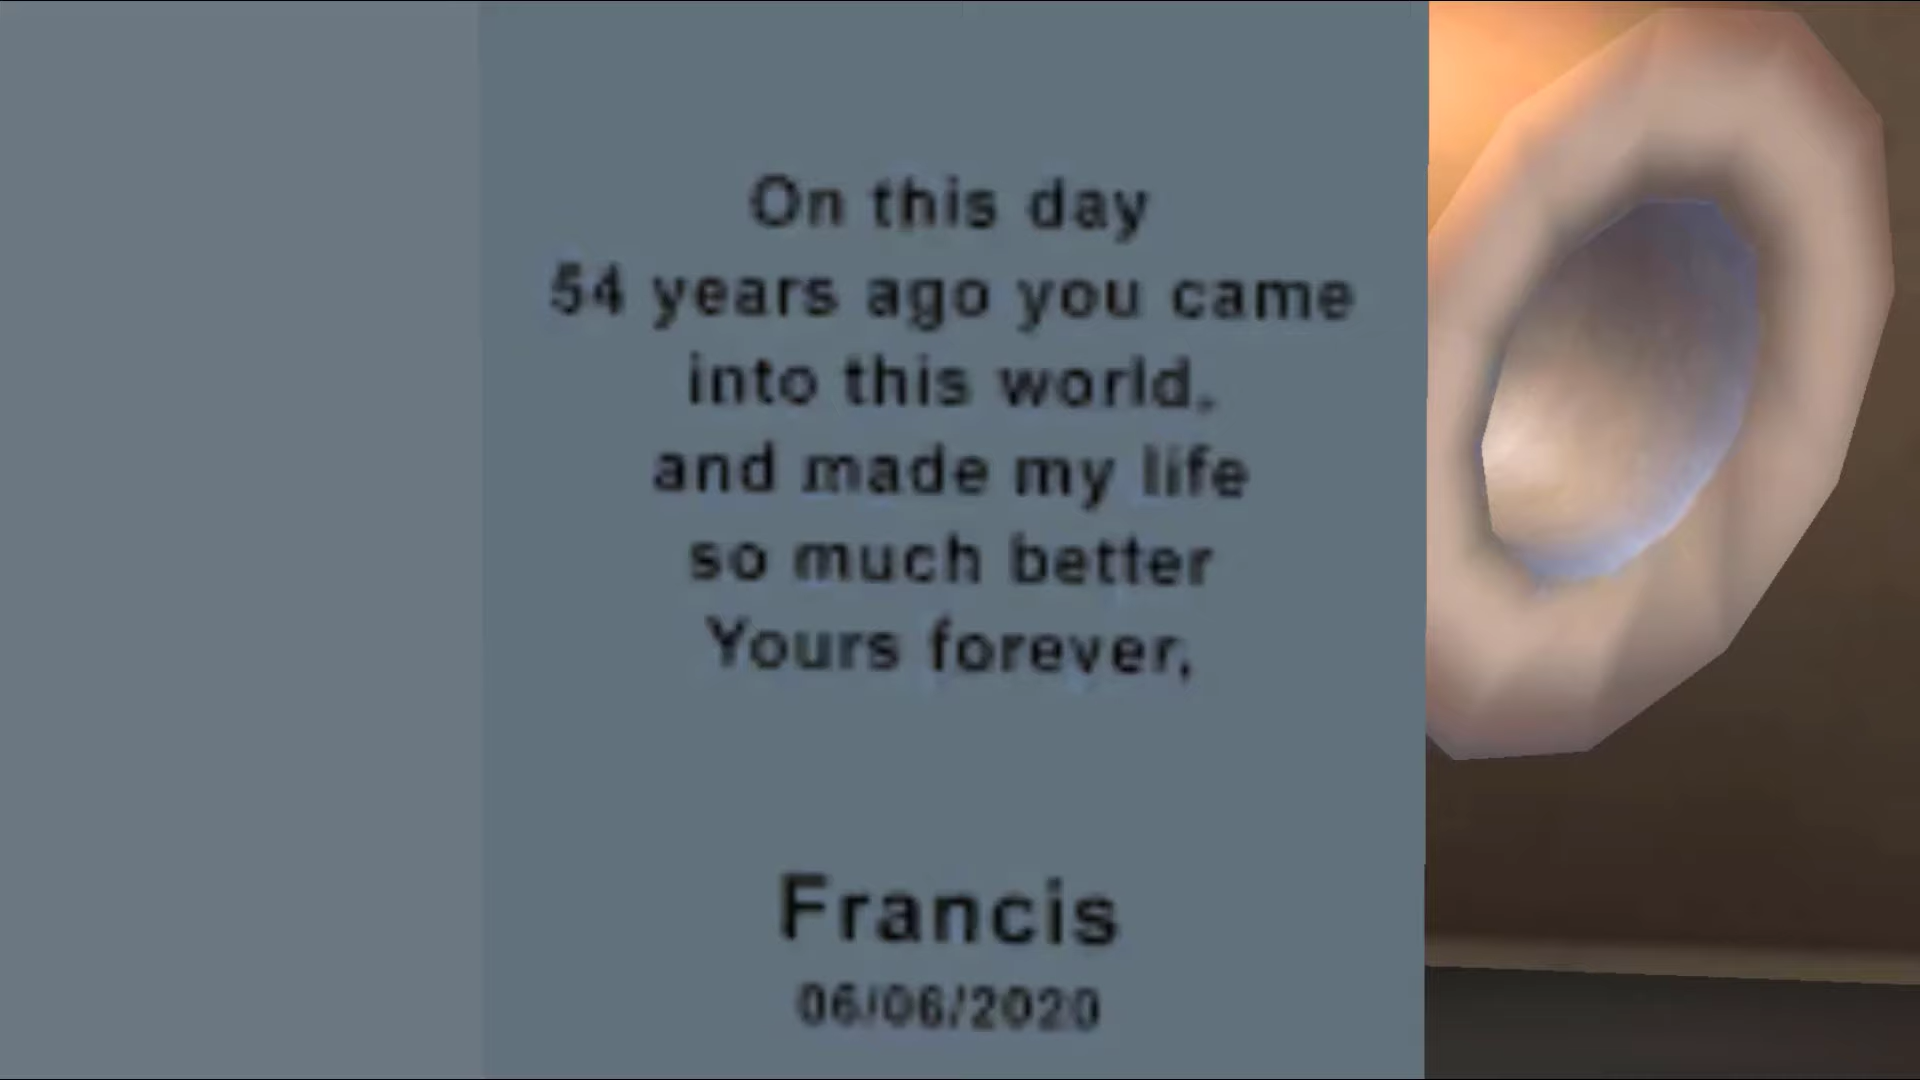 On this day
54 years ago you came
into this world.
and made my life
so much better
Yours forever,
Francis
06/06/2020